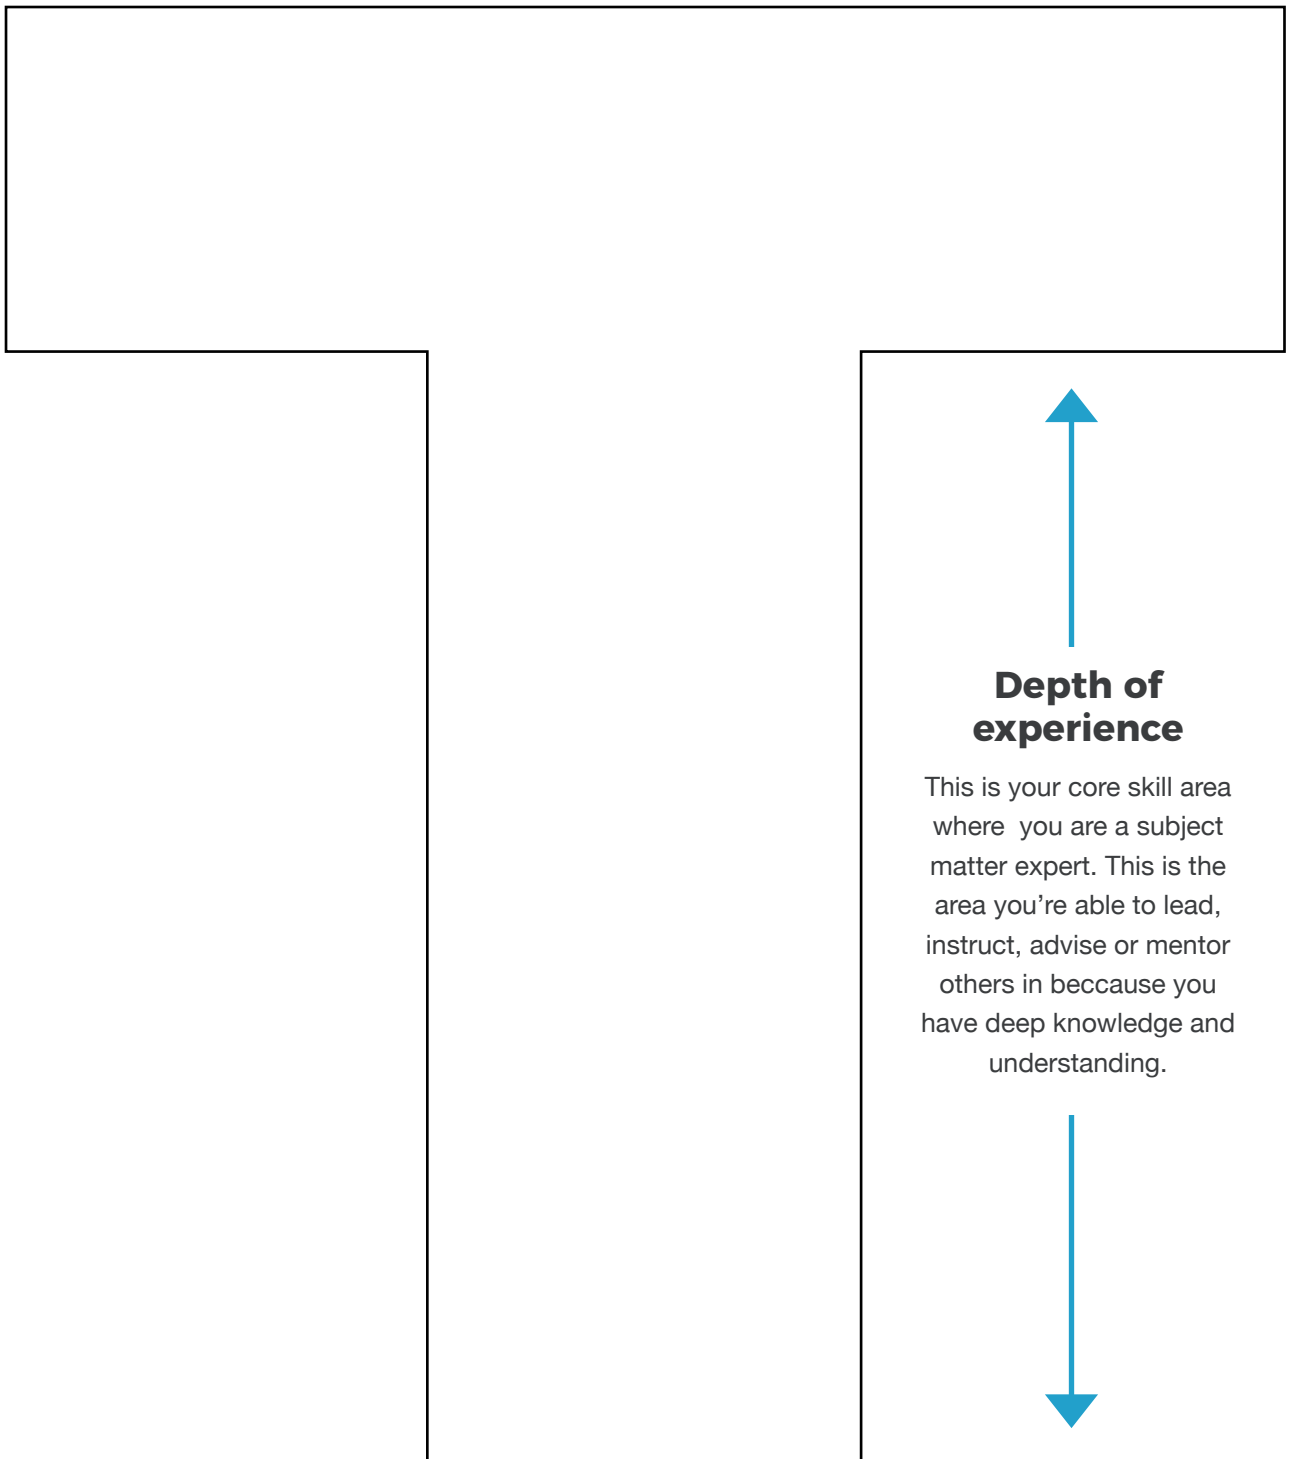 Depth of
experience
This is your core skill area
where  you are a subject
matter expert. This is the
area you’re able to lead,
instruct, advise or mentor
others in beccause you
have deep knowledge and
understanding.